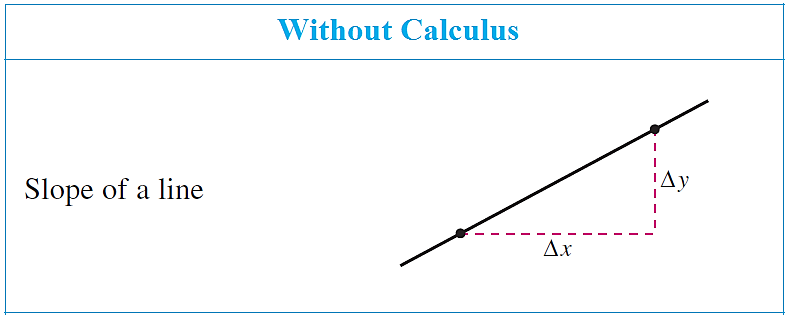 Without Calculus
Slope of a line
Δy
Δx